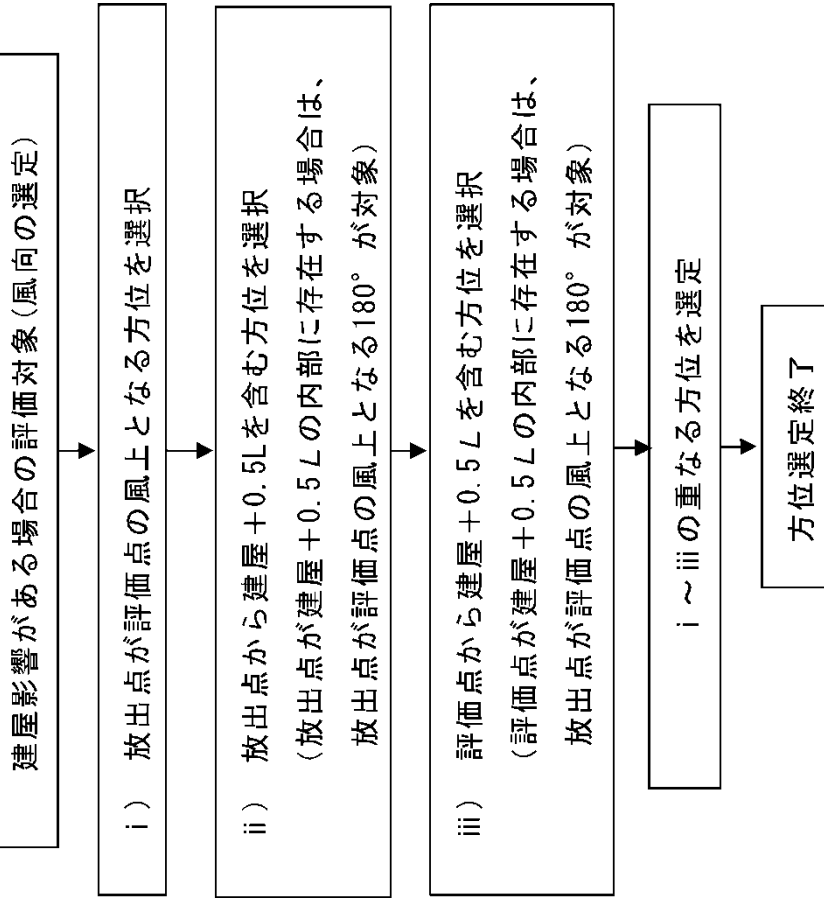 建屋影響がある場合の評価対象(風向の選定)
i) 放出点が評価点の風上となる方位を選択
ii) 放出点から建屋+0.5Lを含む方位を選択
(放出点が建屋+0.5Lの内部に存在する場合は、
放出点が評価点の風上となる180°が対象)
iii) 評価点から建屋+0.5Lを含む方位を選択
(評価点が建屋+0.5Lの内部に存在する場合は、
放出点が評価点の風上となる180°が対象)
i~iiiの重なる方位を選定
方位選定終了